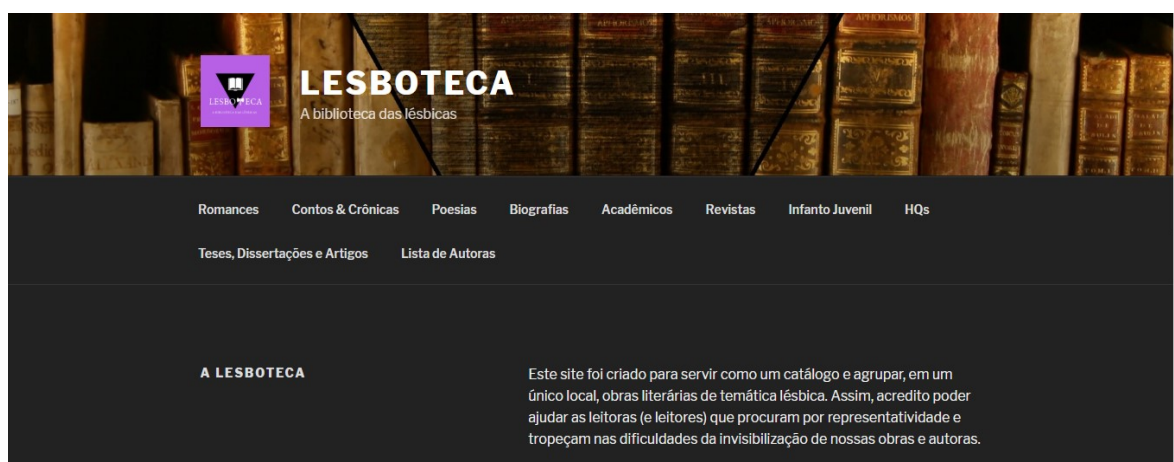 LESBOTECA
LESBOTECA
A biblioteca das lésbicas
Romances Contos & Crônicas Poesias Biografias Acadêmicos Revistas Infanto Juvenil HQs
Teses, Dissertações e Artigos Lista de Autoras
A LESBOTECA
Este site foi criado para servir como um catálogo e agrupar, em um
único local, obras literárias de temática lésbica. Assim, acredito poder
ajudar as leitoras (e leitores) que procuram por representatividade e
tropeçam nas dificuldades da invisibilização de nossas obras e autoras.